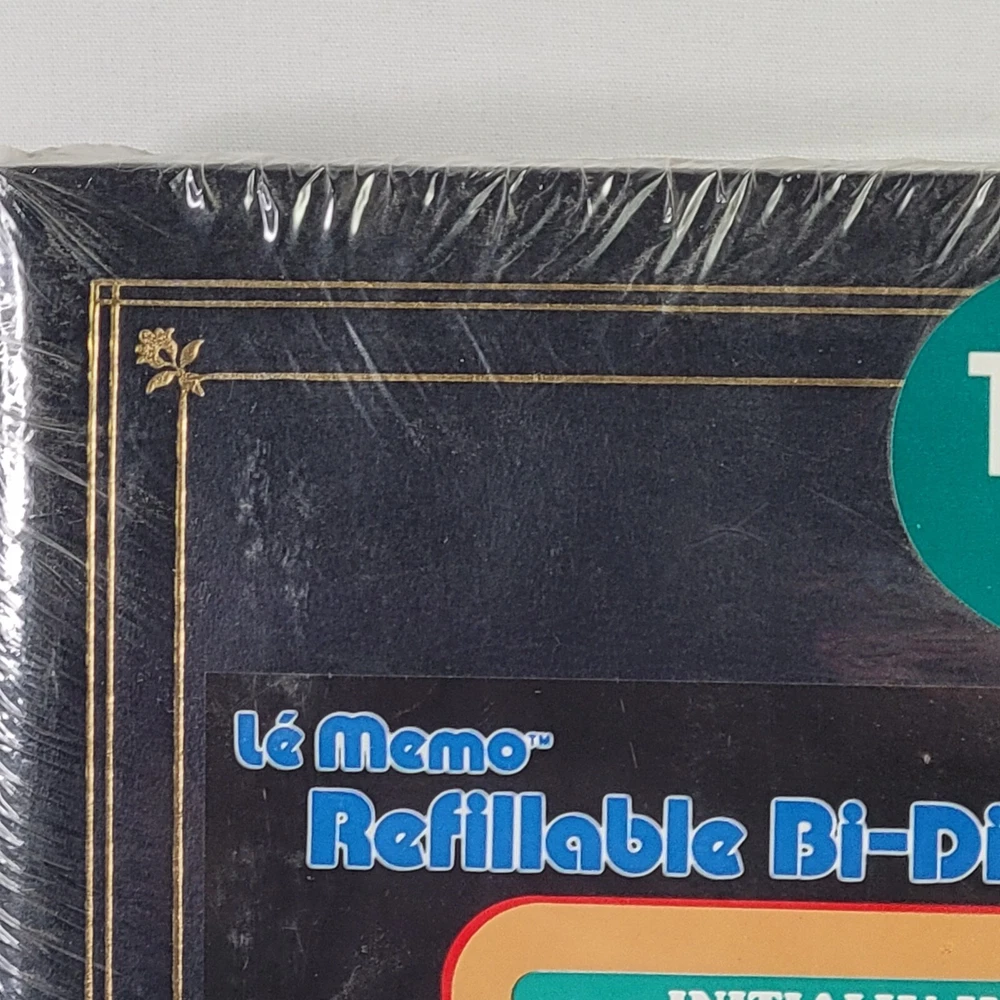 Lé Memo™
Refillable Bi-Di